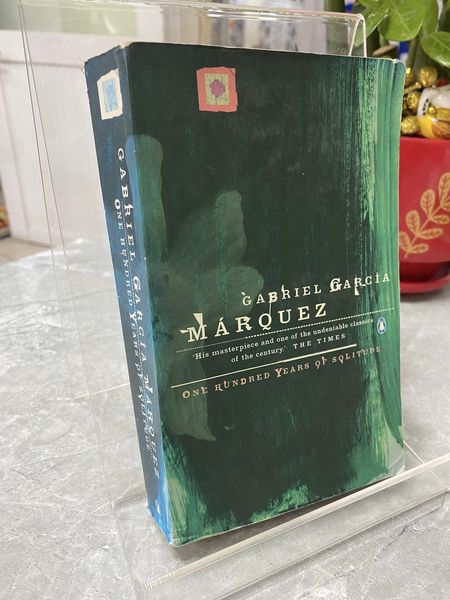 GABRIEL GARCÍA MÁRQUEZ
ONE HUNDRED YEARS OF SOLITUDE
GABRIEL GARCÍA
MÁRQUEZ
'His masterpiece and one of the undeniable classics
of the century.' THE TIMES
ONE HUNDRED YEARS OF SOLITUDE